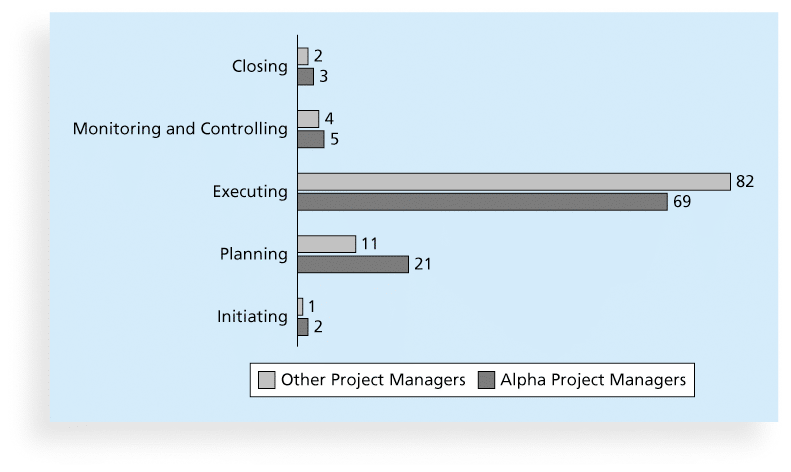 Closing
2
3
Monitoring and Controlling
4
5
Executing
82
69
Planning
11
21
Initiating
1
2
Other Project Managers
Alpha Project Managers